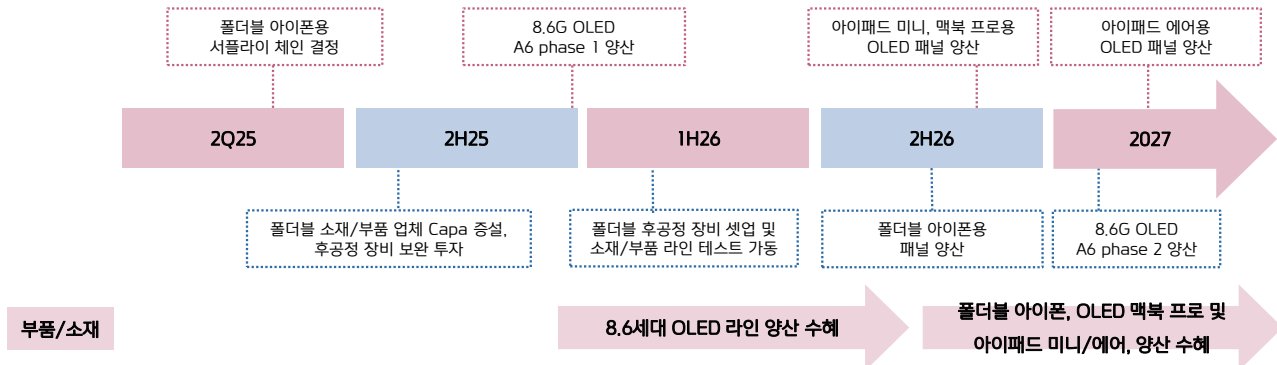 폴더블 아이폰용
서플라이 체인 결정
8.6G OLED
A6 phase 1 양산
아이패드 미니, 맥북 프로용
OLED 패널 양산
아이패드 에어용
OLED 패널 양산
2Q25
2H25
1H26
2H26
2027
폴더블 소재/부품 업체 Capa 증설,
후공정 장비 보완 투자
폴더블 후공정 장비 셋업 및
소재/부품 라인 테스트 가동
폴더블 아이폰용
패널 양산
8.6G OLED
A6 phase 2 양산
부품/소재
8.6세대 OLED 라인 양산 수혜
폴더블 아이폰, OLED 맥북 프로 및
아이패드 미니/에어, 양산 수혜